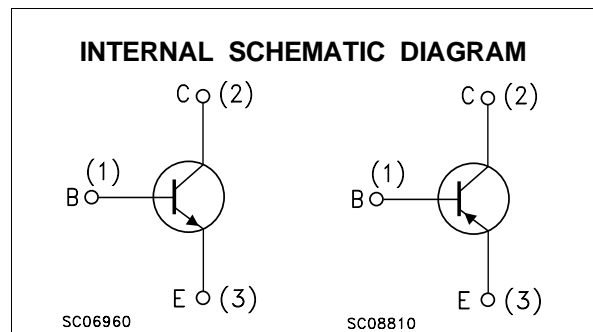 INTERNAL SCHEMATIC DIAGRAM
C (2) C (2)
(1) (1)
B B
E (3) E (3)
SC06960 SC08810